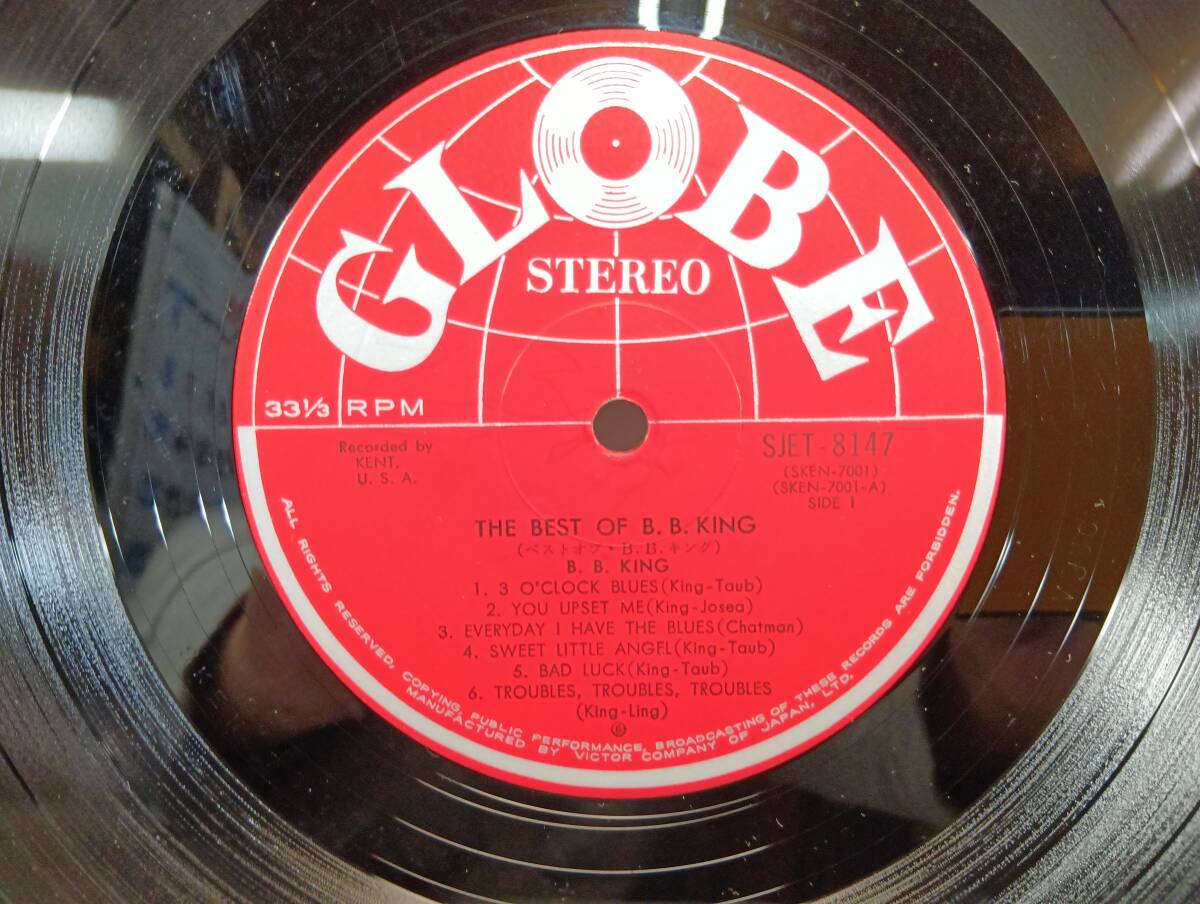 GLOBE
STEREO
33⅓ RPM
Recorded by
KENT.
U. S. A.
SJET-8147
(SKEN-7001)
(SKEN-7001-A)
SIDE 1
THE BEST OF B. B. KING
(ベストオブ・B.B.キング)
B. B. KING
1. 3 O'CLOCK BLUES(King-Taub)
2. YOU UPSET ME(King-Josea)
3. EVERYDAY I HAVE THE BLUES(Chatman)
4. SWEET LITTLE ANGEL(King-Taub)
5. BAD LUCK(King-Taub)
6. TROUBLES, TROUBLES, TROUBLES
(King-Ling)
ALL RIGHTS RESERVED. COPYING, PUBLIC PERFORMANCE, BROADCASTING OF THESE RECORDS ARE FORBIDDEN.
MANUFACTURED BY VICTOR COMPANY OF JAPAN, LTD.